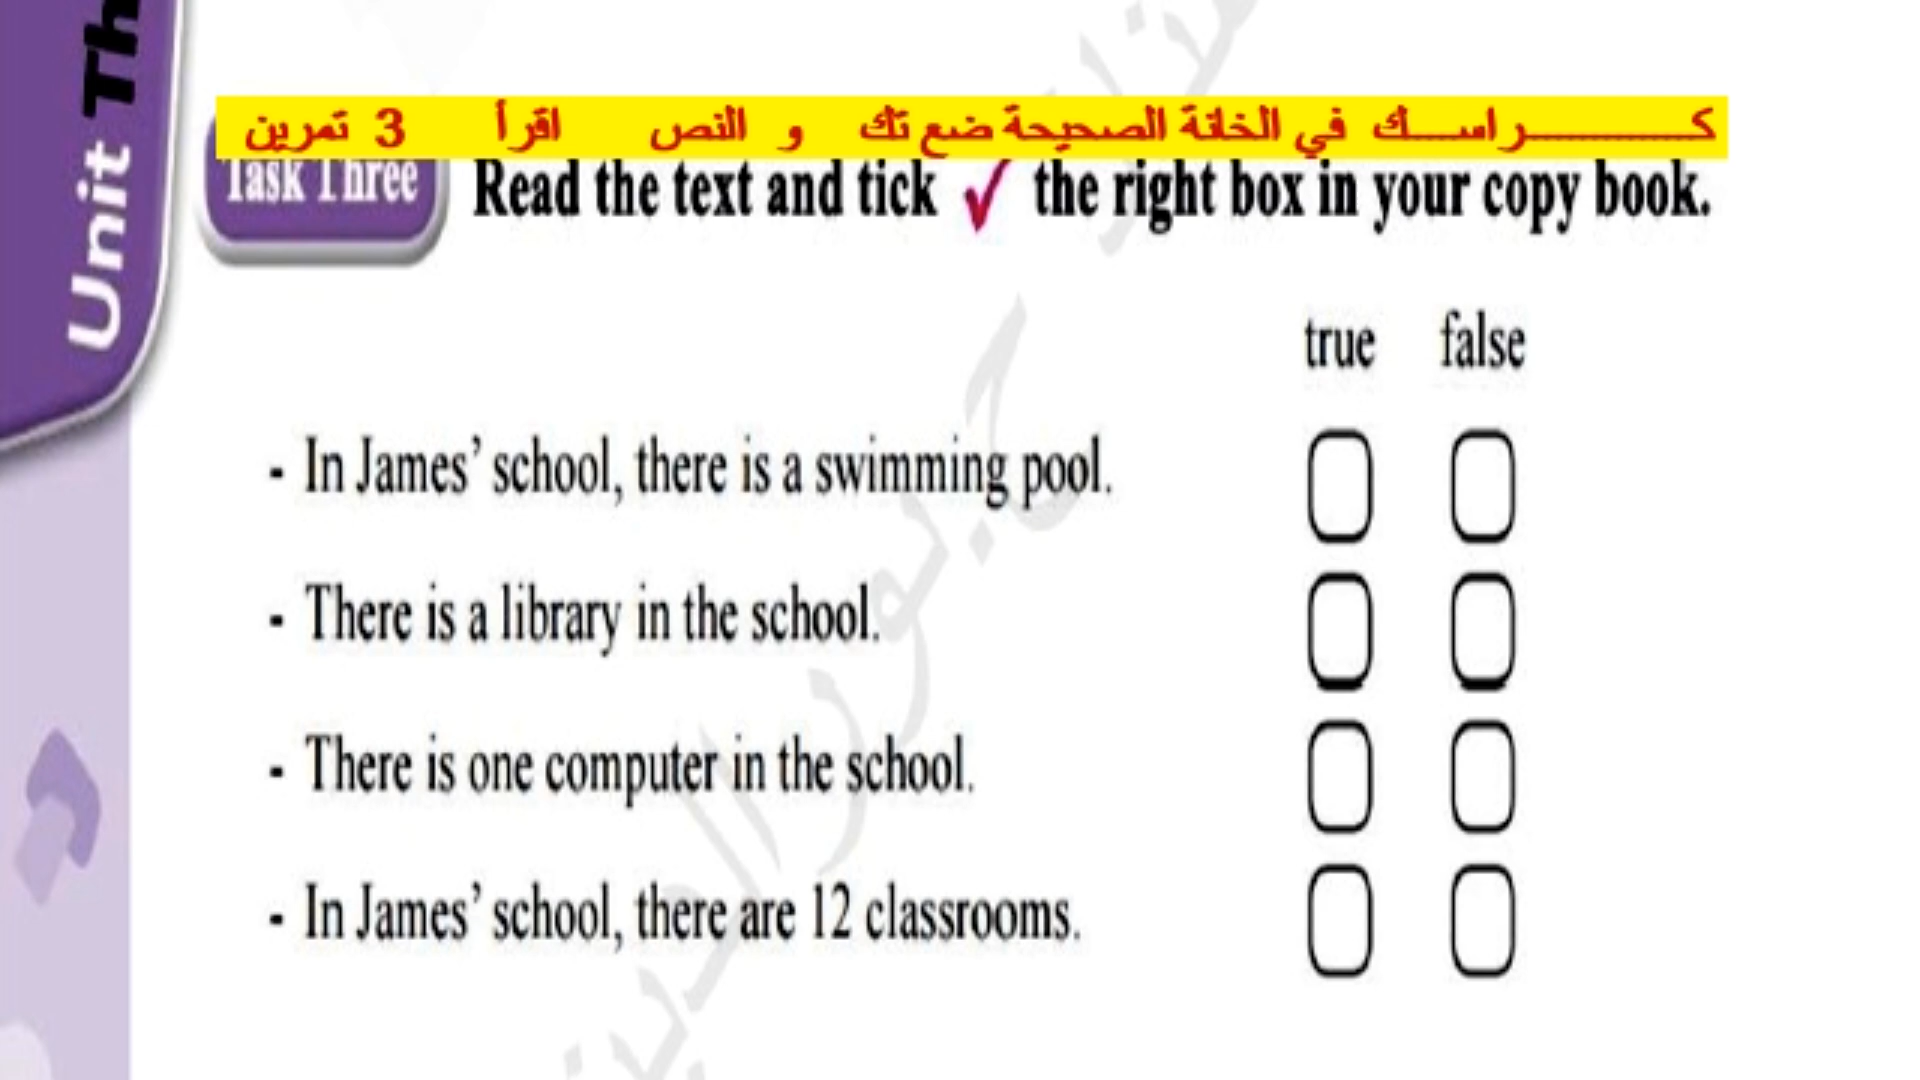 Unit Th
كـــــراســـك في الخانة الصحيحة ضع تك و النص اقرأ 3 تمرين
Task Three Read the text and tick ✓ the right box in your copy book.
true false
- In James’ school, there is a swimming pool.
- There is a library in the school.
- There is one computer in the school.
- In James’ school, there are 12 classrooms.